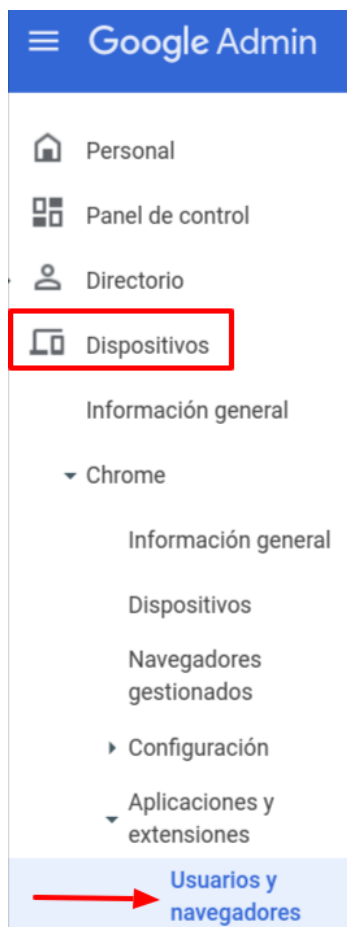 Google Admin
Personal
Panel de control
Directorio
Dispositivos
Información general
Chrome
Información general
Dispositivos
Navegadores
gestionados
Configuración
Aplicaciones y
extensiones
Usuarios y
navegadores